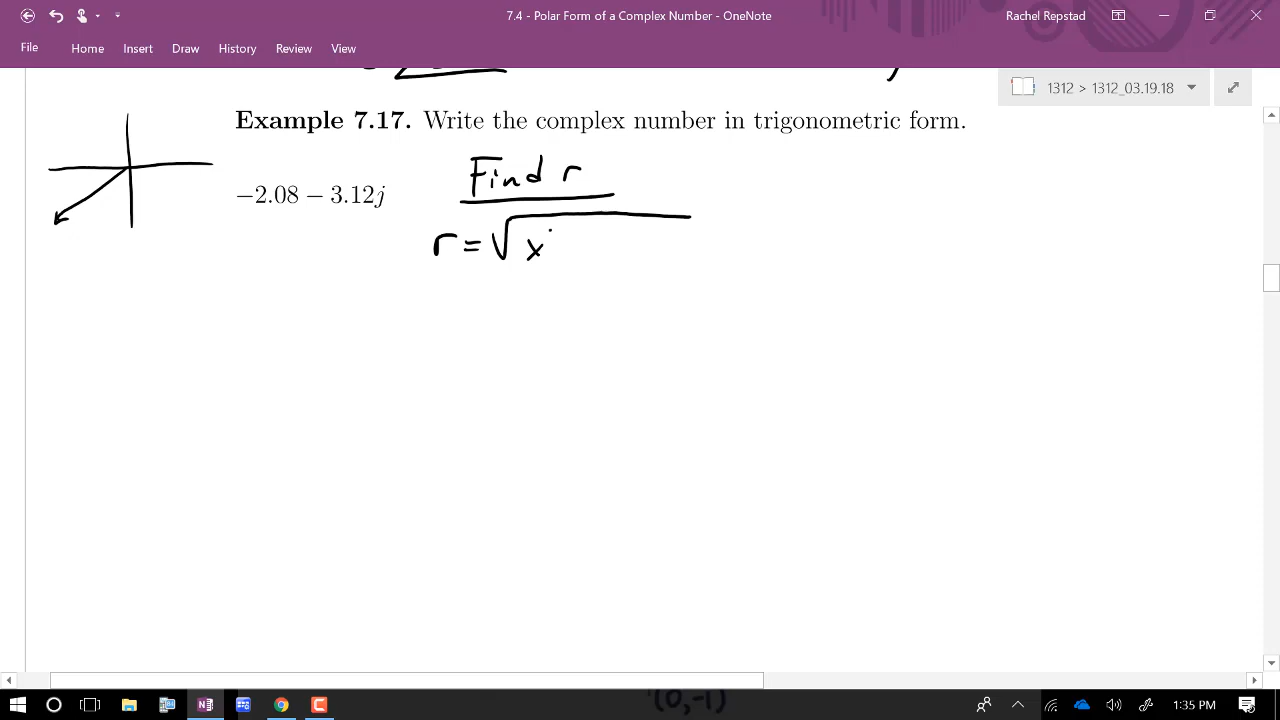 7.4 - Polar Form of a Complex Number - OneNote
Rachel Repstad
File Home Insert Draw History Review View
1312 > 1312_03.19.18
Example 7.17. Write the complex number in trigonometric form.
Find r
−2.08 − 3.12j
r = √x
(0,-1)
1:35 PM